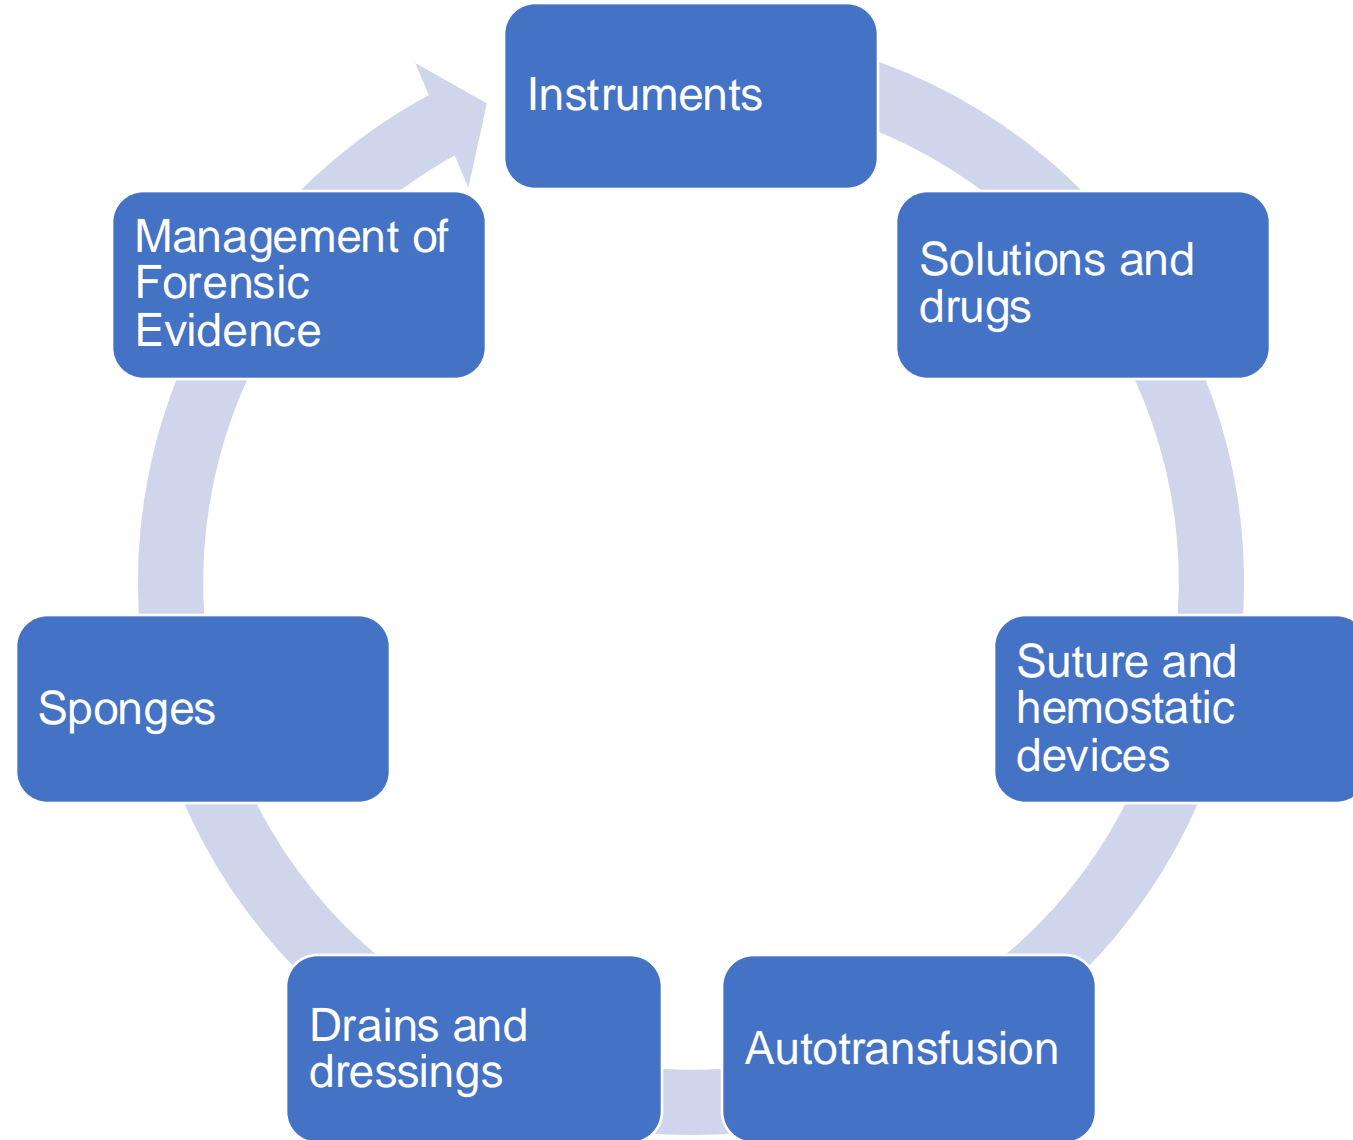 Instruments
Solutions and
drugs
Suture and
hemostatic
devices
Autotransfusion
Drains and
dressings
Sponges
Management of
Forensic
Evidence